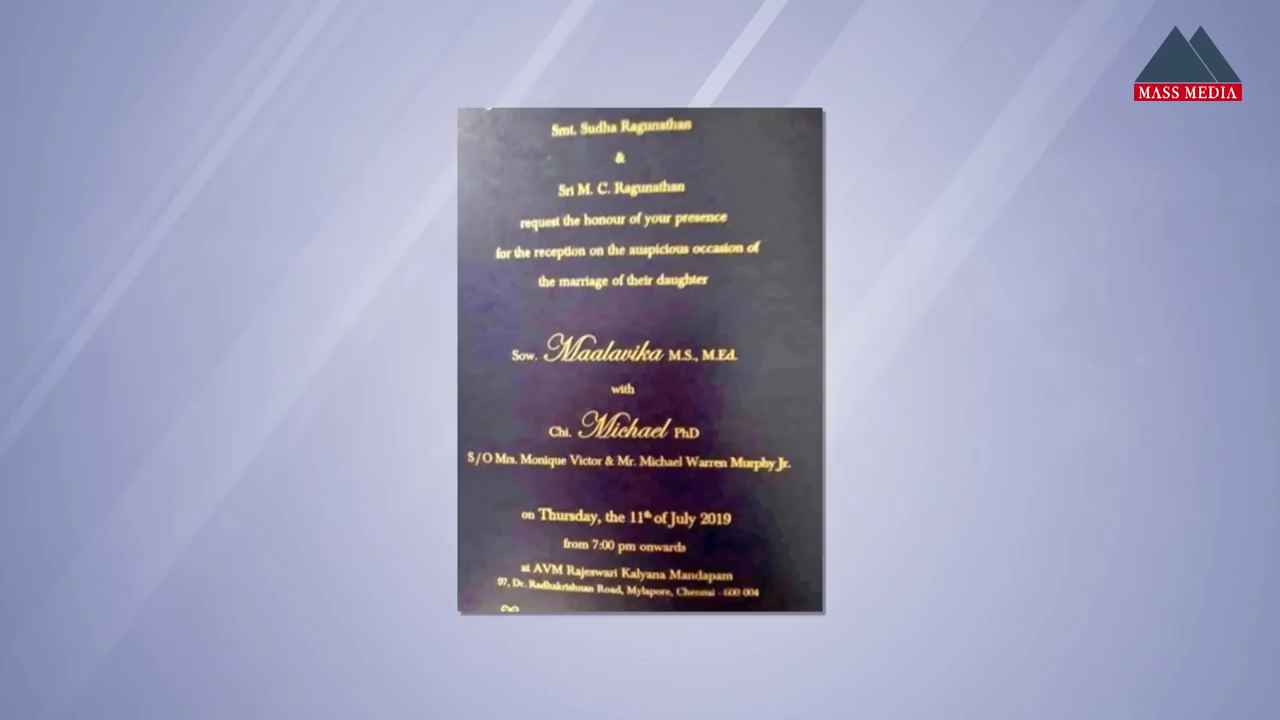 MASS MEDIA
Smt. Sudha Ragunathan
&
Sri M. C. Ragunathan
request the honour of your presence
for the reception on the auspicious occasion of
the marriage of their daughter
Sow. Maalavika M.S., M.Ed.
with
Chi. Michael PhD
S/O Mrs. Monique Victor & Mr. Michael Warren Murphy Jr.
on Thursday, the 11th of July 2019
from 7:00 pm onwards
at AVM Rajeswari Kalyana Mandapam
97, Dr. Radhakrishnan Road, Mylapore, Chennai - 600 004